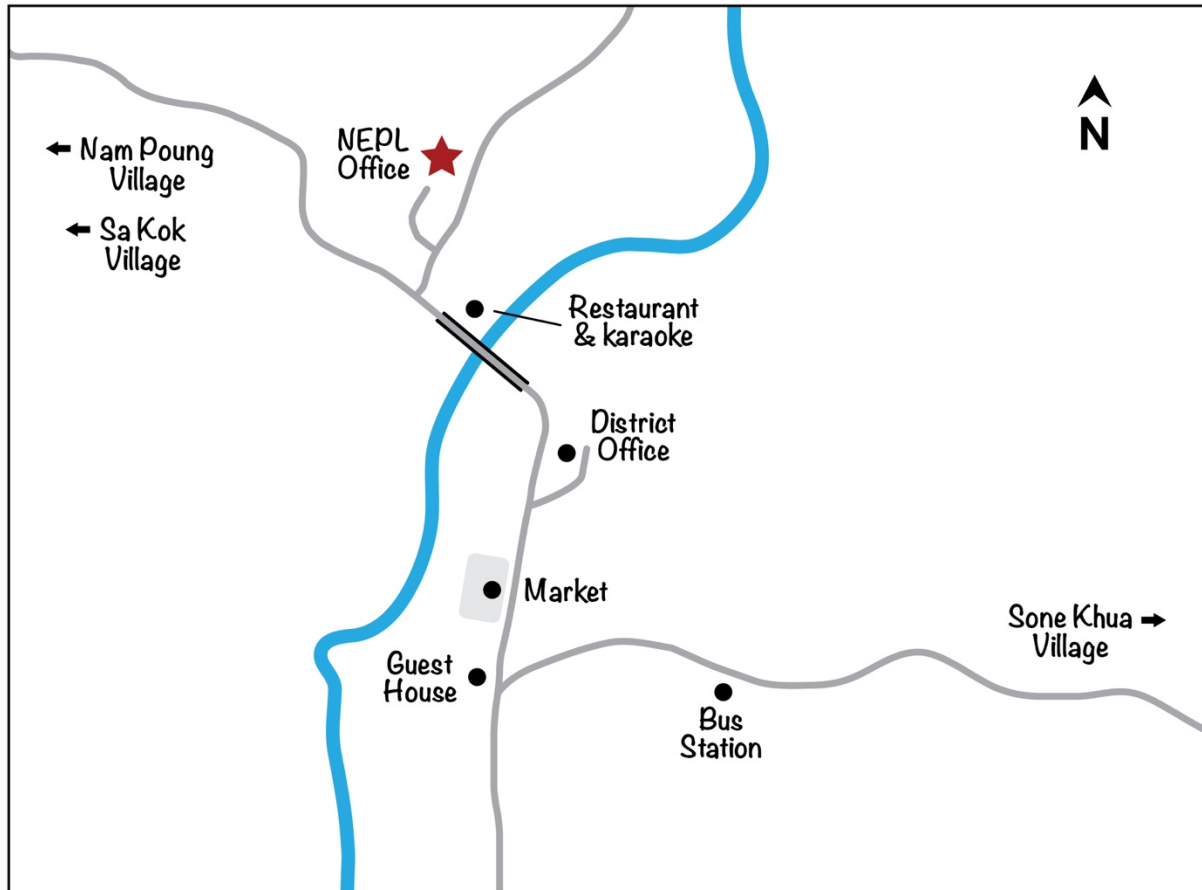 N
NEPL
Office
Nam Poung
Village
Sa Kok
Village
Restaurant
& karaoke
District
Office
Market
Sone Khua
Village
Guest
House
Bus
Station